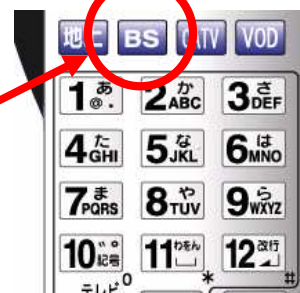 地上 BS CATV VOD
1 あ @. 2 か ABC 3 さ DEF
4 た GHI 5 な JKL 6 は MNO
7 ま PQRS 8 や TUV 9 ら WXYZ
10 ゛゜ 記号 11 わをん 12 改行
テレビ 0 * #